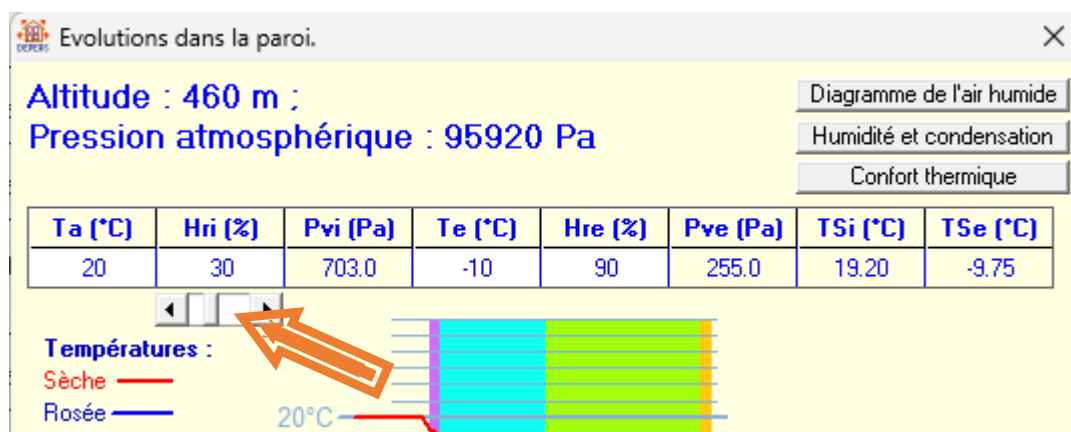 DEPERS Evolutions dans la paroi.
Altitude : 460 m ;
Pression atmosphérique : 95920 Pa
Diagramme de l'air humide
Humidité et condensation
Confort thermique
Ta (°C) Hri (%) Pvi (Pa) Te (°C) Hre (%) Pve (Pa) TSi (°C) TSe (°C)
20 30 703.0 -10 90 255.0 19.20 -9.75
Températures :
Sèche
Rosée
20°C